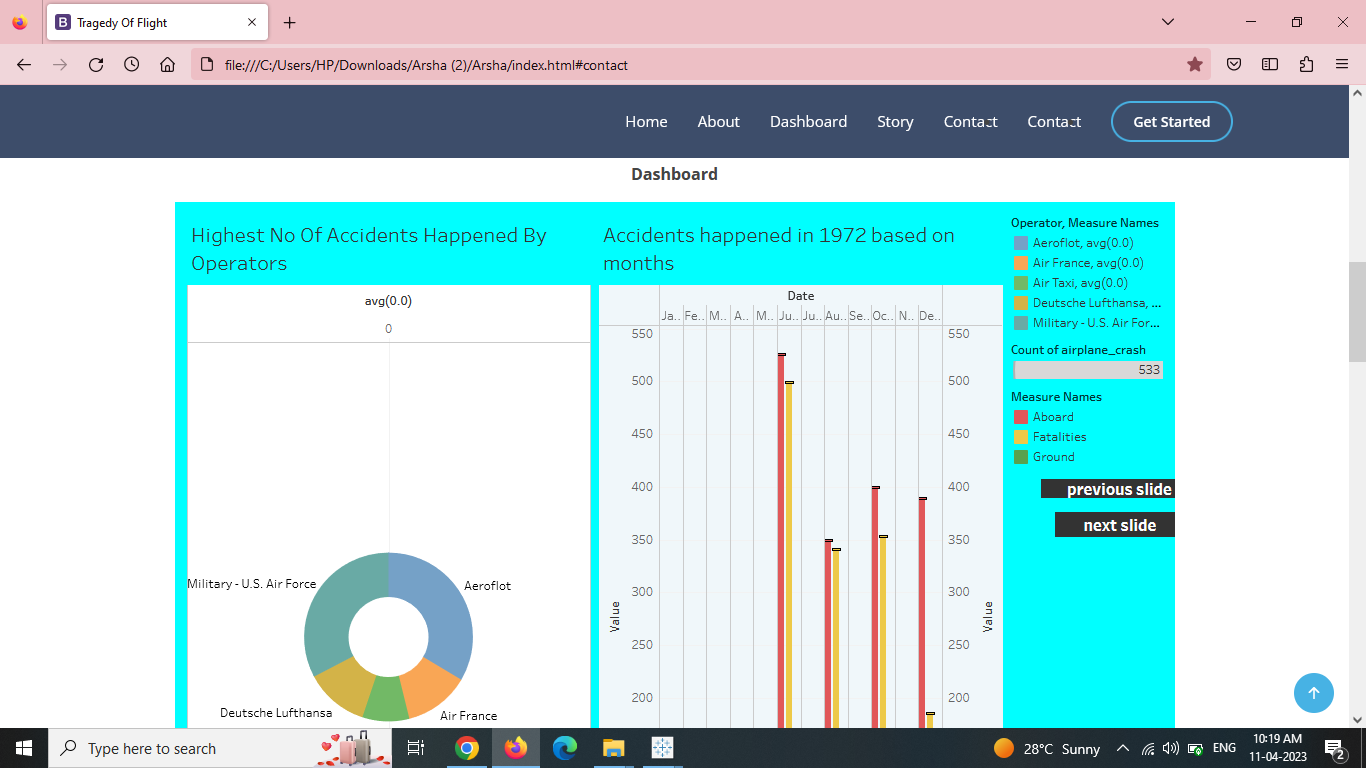 Tragedy Of Flight
file:///C:/Users/HP/Downloads/Arsha (2)/Arsha/index.html#contact
Home About Dashboard Story Contact Contact Get Started
Dashboard
Highest No Of Accidents Happened By
Operators
avg(0.0)
0
Military - U.S. Air Force
Aeroflot
Deutsche Lufthansa
Air France
Accidents happened in 1972 based on
months
Date
Ja.. Fe.. M.. A.. M.. Ju.. Ju.. Au.. Se.. Oc.. N.. De..
550 550
500 500
450 450
400 400
350 350
300 300
250 250
200 200
Value
Value
Operator, Measure Names
Aeroflot, avg(0.0)
Air France, avg(0.0)
Air Taxi, avg(0.0)
Deutsche Lufthansa, ...
Military - U.S. Air For...
Count of airplane_crash
533
Measure Names
Aboard
Fatalities
Ground
previous slide
next slide
Type here to search
28°C Sunny
ENG
10:19 AM
11-04-2023
2